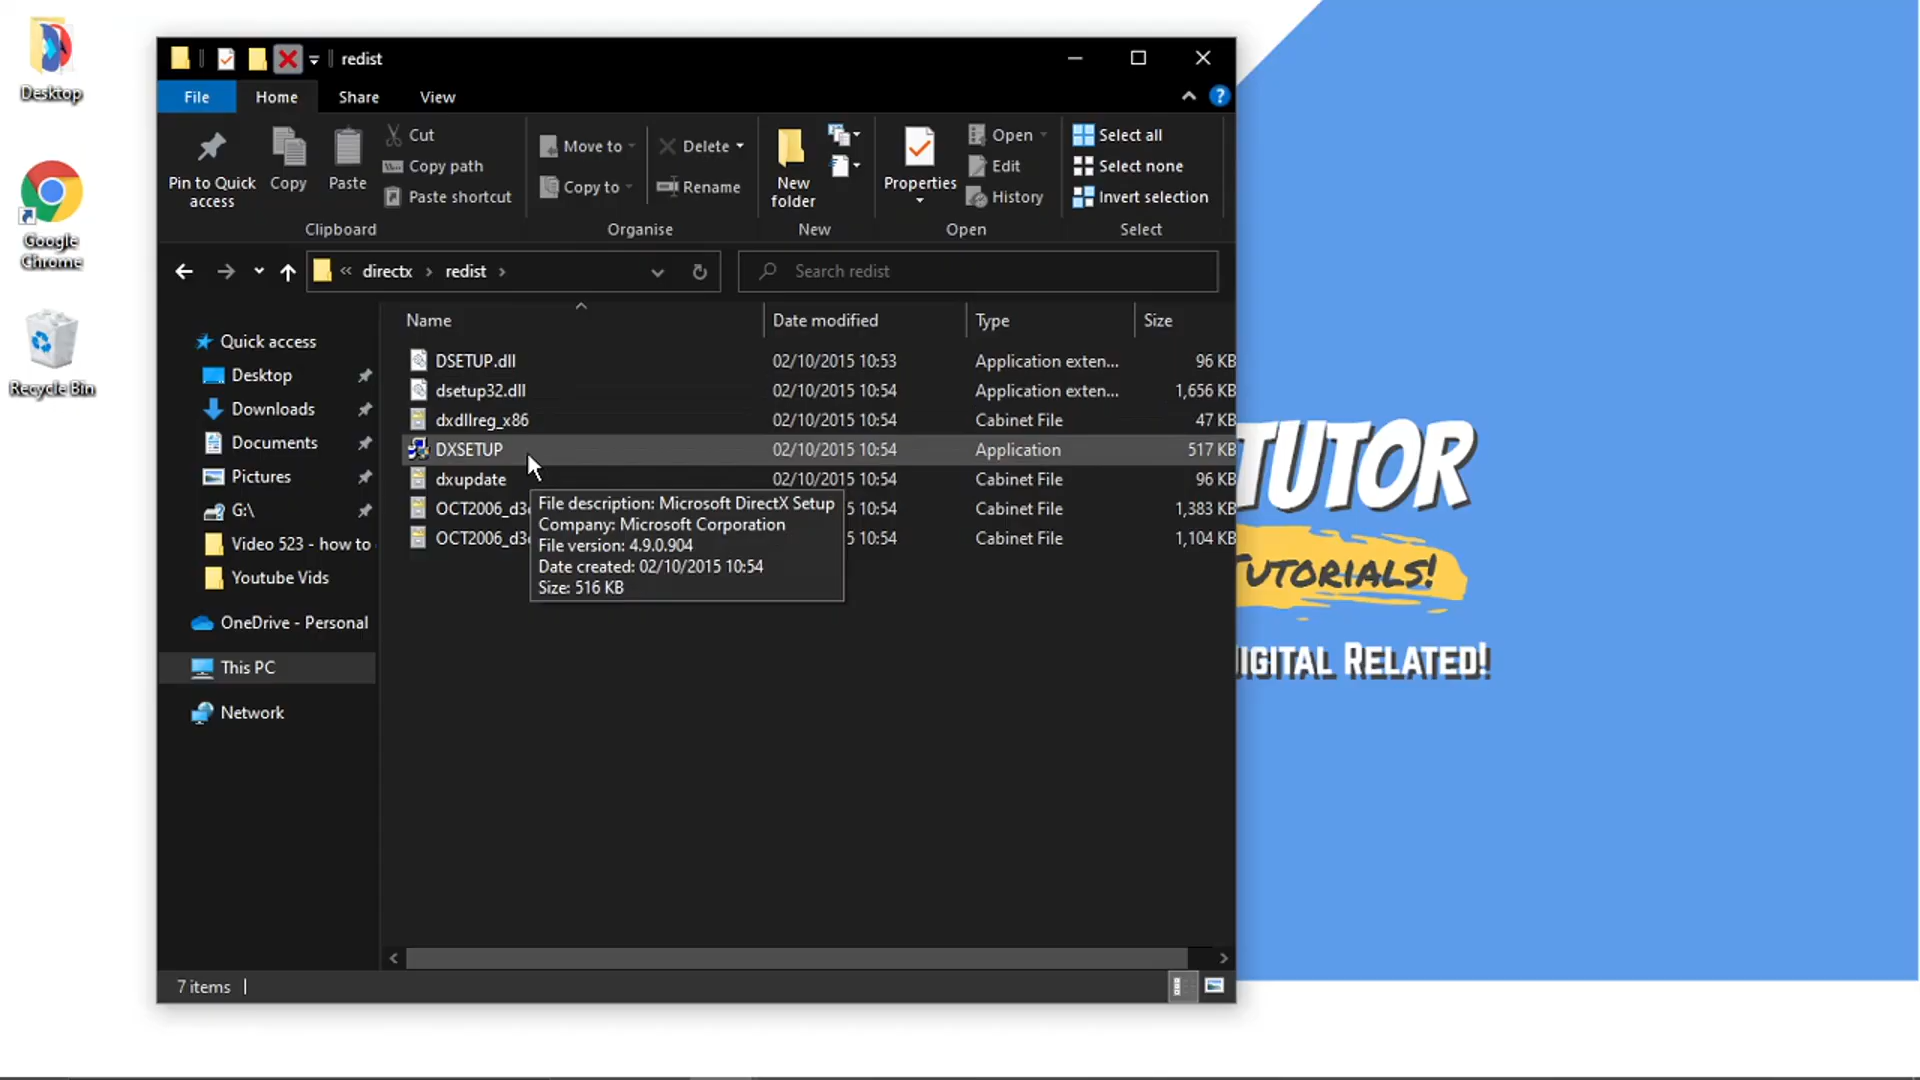 Desktop
Google Chrome
Recycle Bin
redist
File
Home
Share
View
Pin to Quick access
Copy
Paste
Cut
Copy path
Paste shortcut
Clipboard
Move to
Copy to
Delete
Rename
Organise
New folder
New
Properties
Open
Edit
History
Open
Select all
Select none
Invert selection
Select
« directx › redist ›
Search redist
Quick access
Desktop
Downloads
Documents
Pictures
G:\
Video 523 - how to
Youtube Vids
OneDrive - Personal
This PC
Network
Name Date modified Type Size
DSETUP.dll 02/10/2015 10:53 Application exten... 96 KB
dsetup32.dll 02/10/2015 10:54 Application exten... 1,656 KB
dxdllreg_x86 02/10/2015 10:54 Cabinet File 47 KB
DXSETUP 02/10/2015 10:54 Application 517 KB
dxupdate 02/10/2015 10:54 Cabinet File 96 KB
OCT2006_d3 5 10:54 Cabinet File 1,383 KB
OCT2006_d3 5 10:54 Cabinet File 1,104 KB
File description: Microsoft DirectX Setup
Company: Microsoft Corporation
File version: 4.9.0.904
Date created: 02/10/2015 10:54
Size: 516 KB
7 items
TUTOR
TUTORIALS!
DIGITAL RELATED!